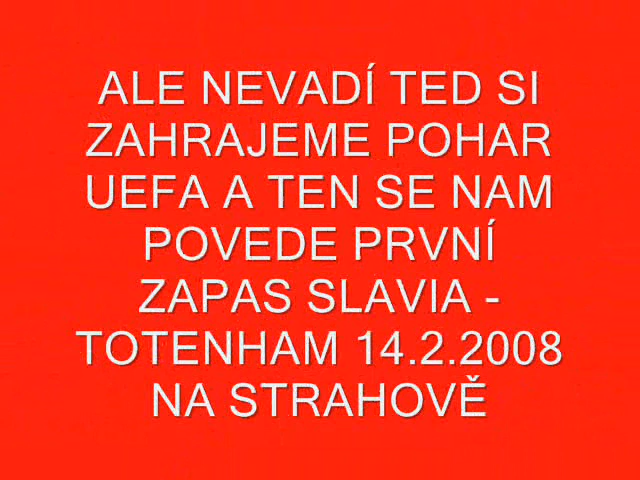 ALE NEVADÍ TED SI
ZAHRAJEME POHAR
UEFA A TEN SE NAM
POVEDE PRVNÍ
ZAPAS SLAVIA -
TOTENHAM 14.2.2008
NA STRAHOVĚ